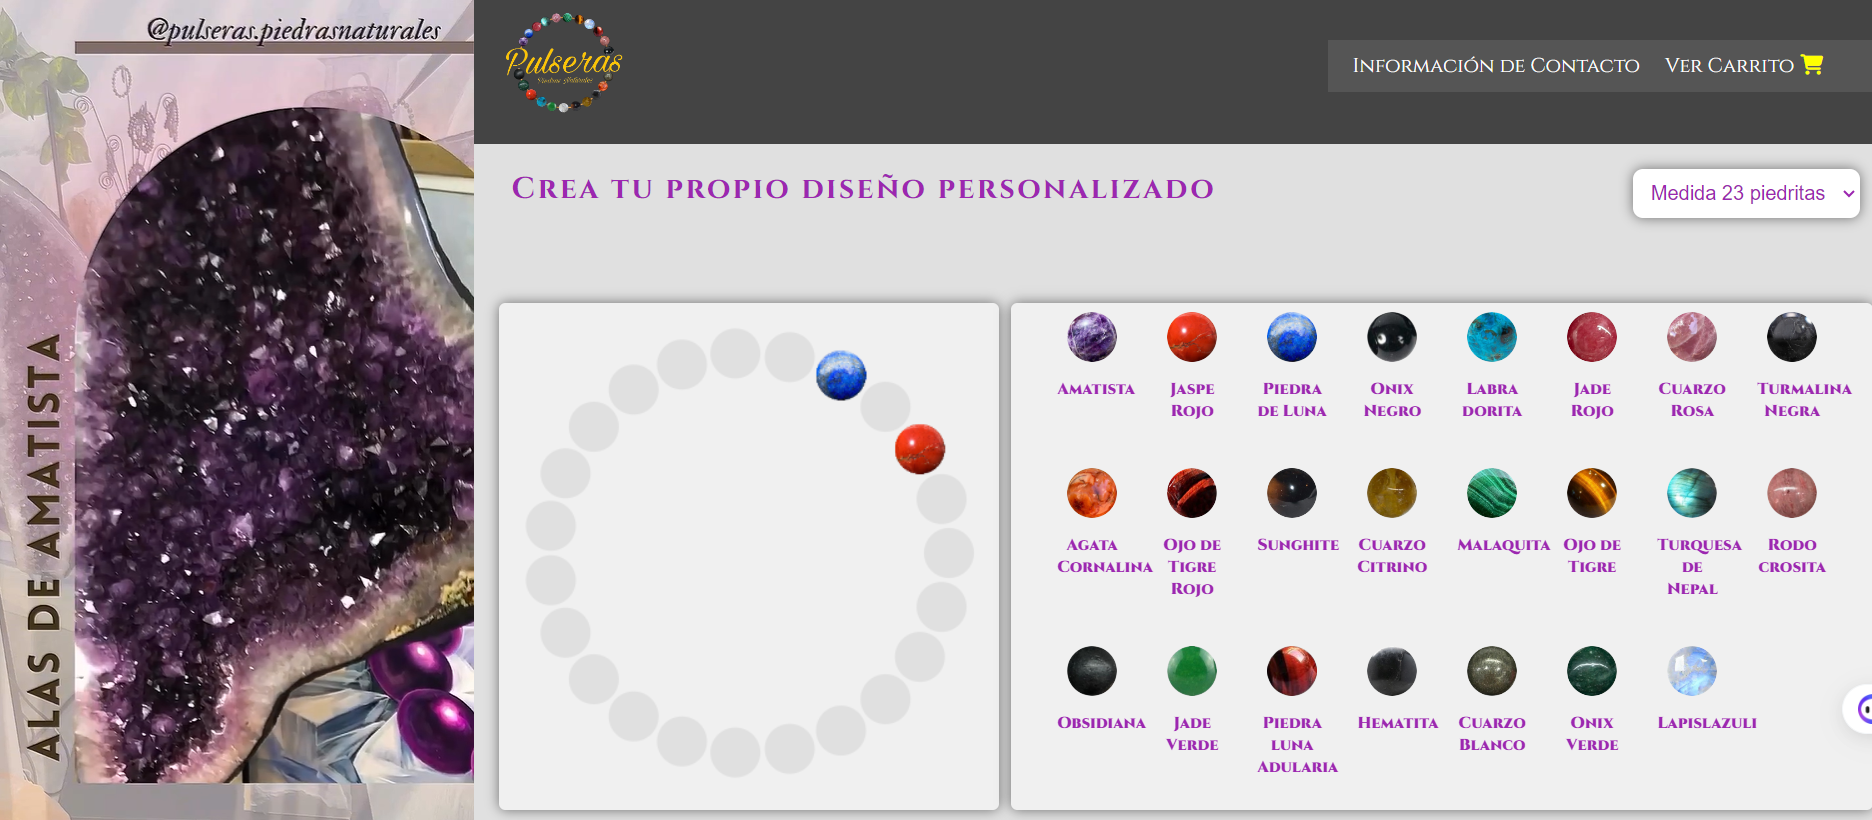 @pulseras.piedrasnaturales
ALAS DE AMATISTA
Pulseras
Piedras Naturales
Información de Contacto
Ver Carrito
Crea tu propio diseño personalizado
Medida 23 piedritas
Amatista
Jaspe
Rojo
Piedra
de Luna
Onix
Negro
Labra
dorita
Jade
Rojo
Cuarzo
Rosa
Turmalina
Negra
Agata
Cornalina
Ojo de
Tigre
Rojo
Sunghite
Cuarzo
Citrino
Malaquita
Ojo de
Tigre
Turquesa
de
Nepal
Rodo
crosita
Obsidiana
Jade
Verde
Piedra
luna
Adularia
Hematita
Cuarzo
Blanco
Onix
Verde
Lapislazuli